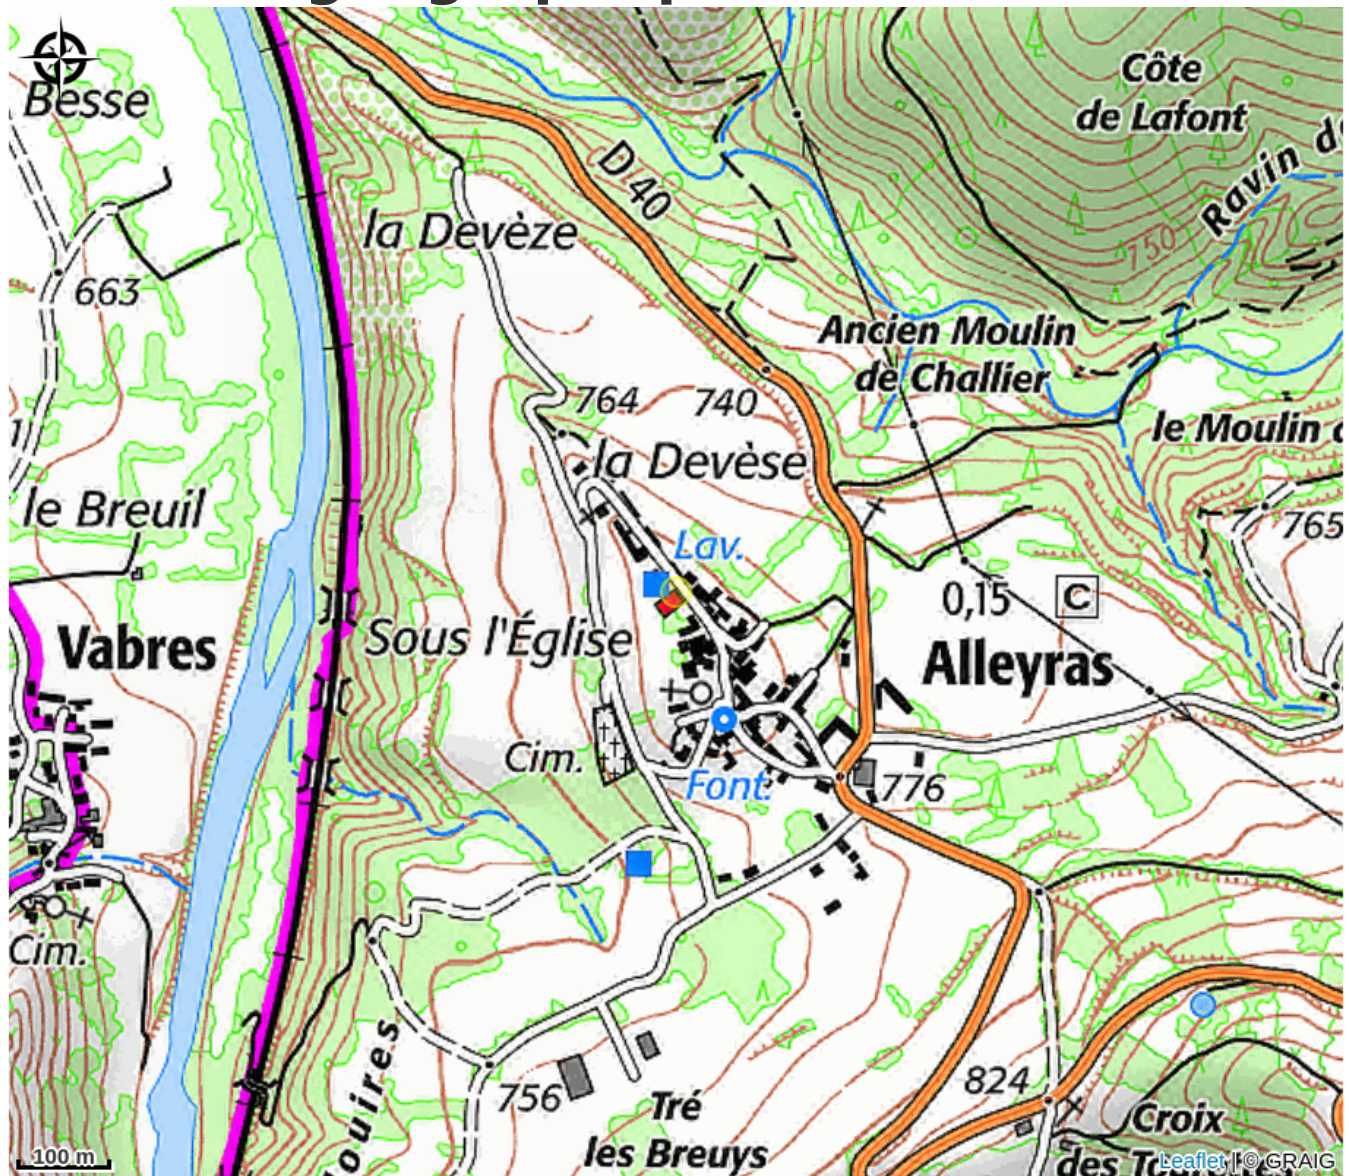 Besse
Côte
de Lafont
Ravin d
D 40
la Devèze
663
750
Ancien Moulin
de Challier
764
740
le Moulin
la Devèse
le Breuil
765
Lav.
0,15
C
Vabres
Sous l'Église
Alleyras
Cim.
Font.
776
Cim.
824
756
Tré
les Breuys
Croix
100 m
Leaflet | © GRAIG